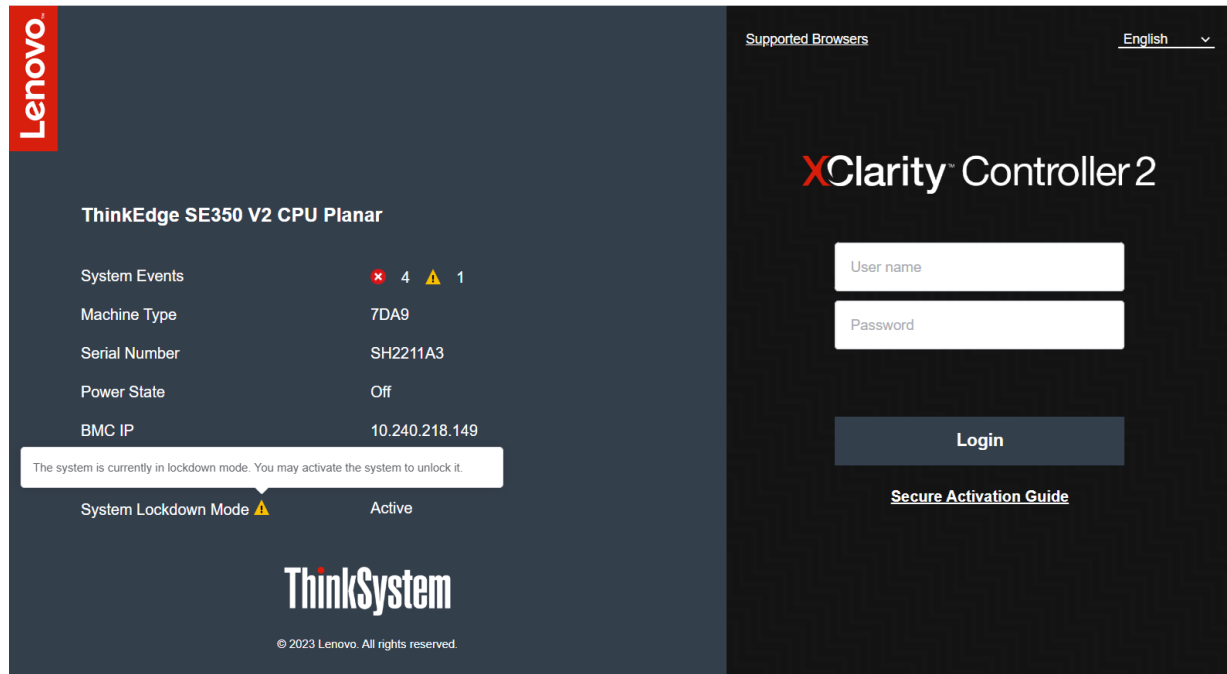 Lenovo™
ThinkEdge SE350 V2 CPU Planar
System Events 4 1
Machine Type 7DA9
Serial Number SH2211A3
Power State Off
BMC IP 10.240.218.149
The system is currently in lockdown mode. You may activate the system to unlock it.
System Lockdown Mode Active
ThinkSystem
© 2023 Lenovo. All rights reserved.
Supported Browsers English
XClarity™ Controller 2
User name
Password
Login
Secure Activation Guide